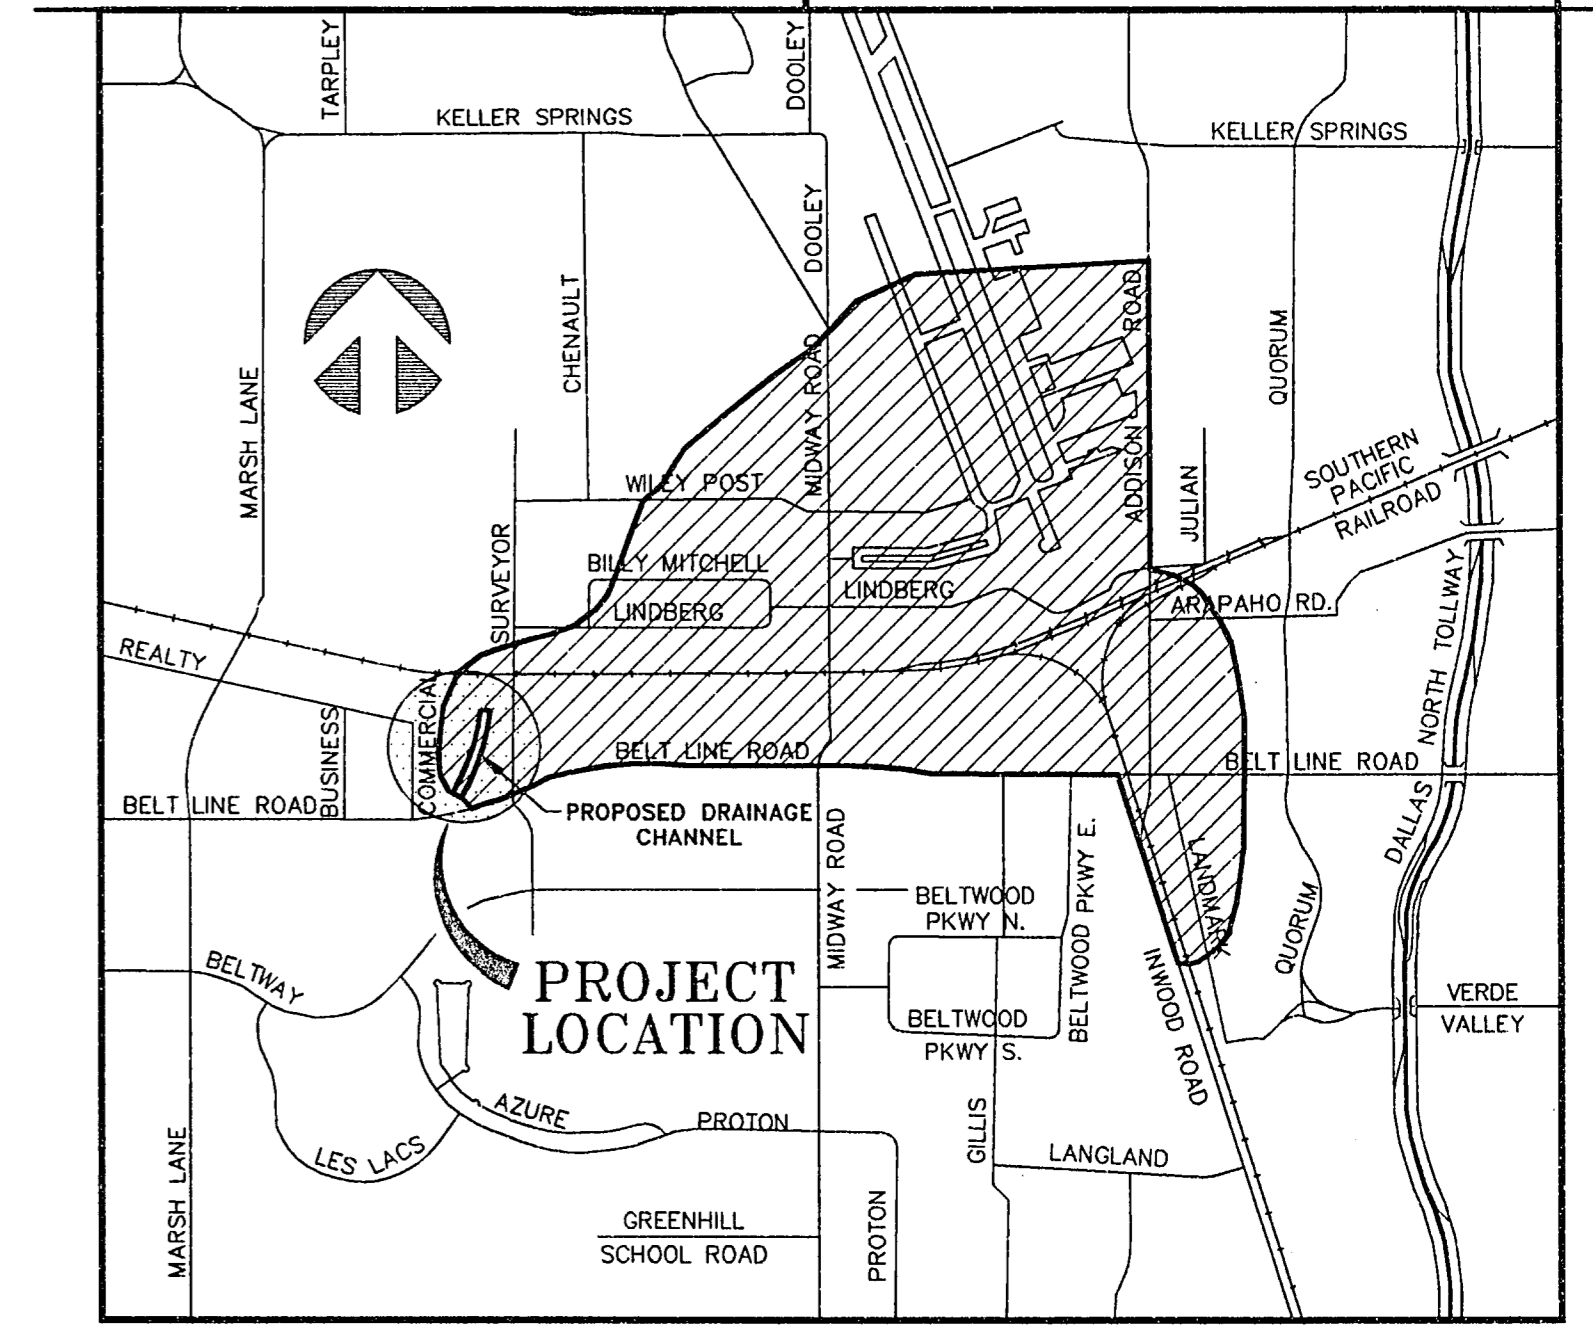 TARPLEY
DOOLEY
KELLER SPRINGS
KELLER SPRINGS
DOOLEY
CHENAULT
MARSH LANE
MIDWAY ROAD
ADDISON ROAD
QUORUM
SOUTHERN
PACIFIC
RAILROAD
JULIAN
WILEY POST
SURVEYOR
BILLY MITCHELL
LINDBERG
LINDBERG
ARAPAHO RD.
REALTY
COMMERCIAL
BUSINESS
BELT LINE ROAD
BELT LINE ROAD
BELT LINE ROAD
DALLAS NORTH TOLLWAY
PROPOSED DRAINAGE
CHANNEL
MIDWAY ROAD
BELTWOOD
PKWY N.
BELTWOOD PKWY E.
LANDMARK
QUORUM
INWOOD ROAD
BELTWAY
PROJECT
LOCATION
BELTWOOD
PKWY S.
VERDE
VALLEY
AZURE
PROTON
LES LACS
GILLIS
LANGLAND
MARSH LANE
GREENHILL
SCHOOL ROAD
PROTON